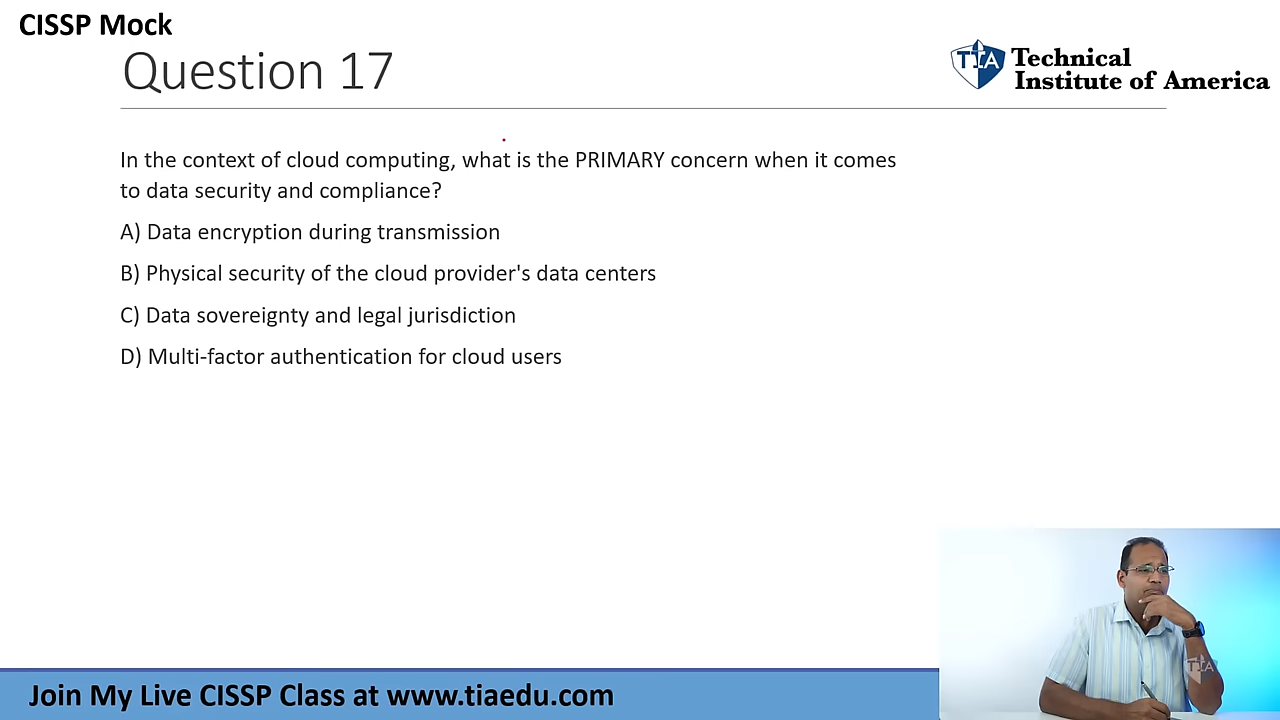 CISSP Mock
Question 17
TIA Technical
Institute of America
In the context of cloud computing, what is the PRIMARY concern when it comes
to data security and compliance?
A) Data encryption during transmission
B) Physical security of the cloud provider's data centers
C) Data sovereignty and legal jurisdiction
D) Multi-factor authentication for cloud users
TIA
Join My Live CISSP Class at www.tiaedu.com